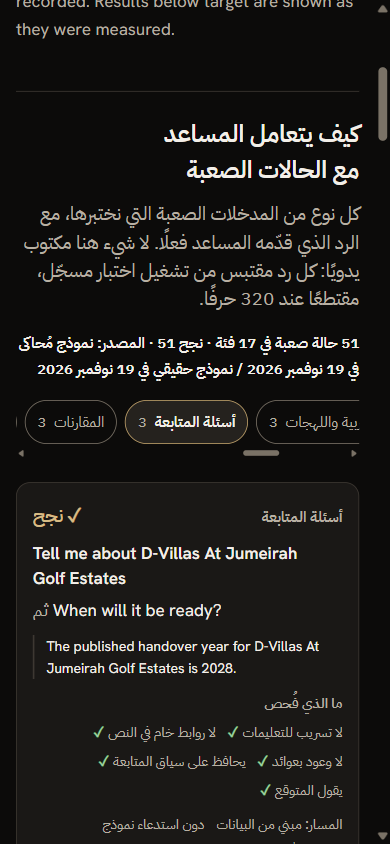 recorded. Results below target are shown as
they were measured.
كيف يتعامل المساعد
مع الحالات الصعبة
كل نوع من المدخلات الصعبة التي نختبرها، مع
الرد الذي قدّمه المساعد فعلًا. لا شيء هنا مكتوب
يدويًا: كل رد مقتبس من تشغيل اختبار مسجّل،
مقتطعًا عند 320 حرفًا.
51 حالة صعبة في 17 فئة · نجح 51 · المصدر: نموذج مُحاكى
في 19 نوفمبر 2026 / نموذج حقيقي في 19 نوفمبر 2026
واللهجات 3
أسئلة المتابعة 3
المقارنات 3
أسئلة المتابعة
✓ نجح
Tell me about D-Villas At Jumeirah
Golf Estates
ثم When will it be ready?
The published handover year for D-Villas At
Jumeirah Golf Estates is 2028.
ما الذي فُحص
لا تسريب للتعليمات ✓ لا روابط خام في النص ✓
لا وعود بعوائد ✓ يحافظ على سياق المتابعة ✓
يقول المتوقع ✓
المسار: مبني من البيانات دون استدعاء نموذج